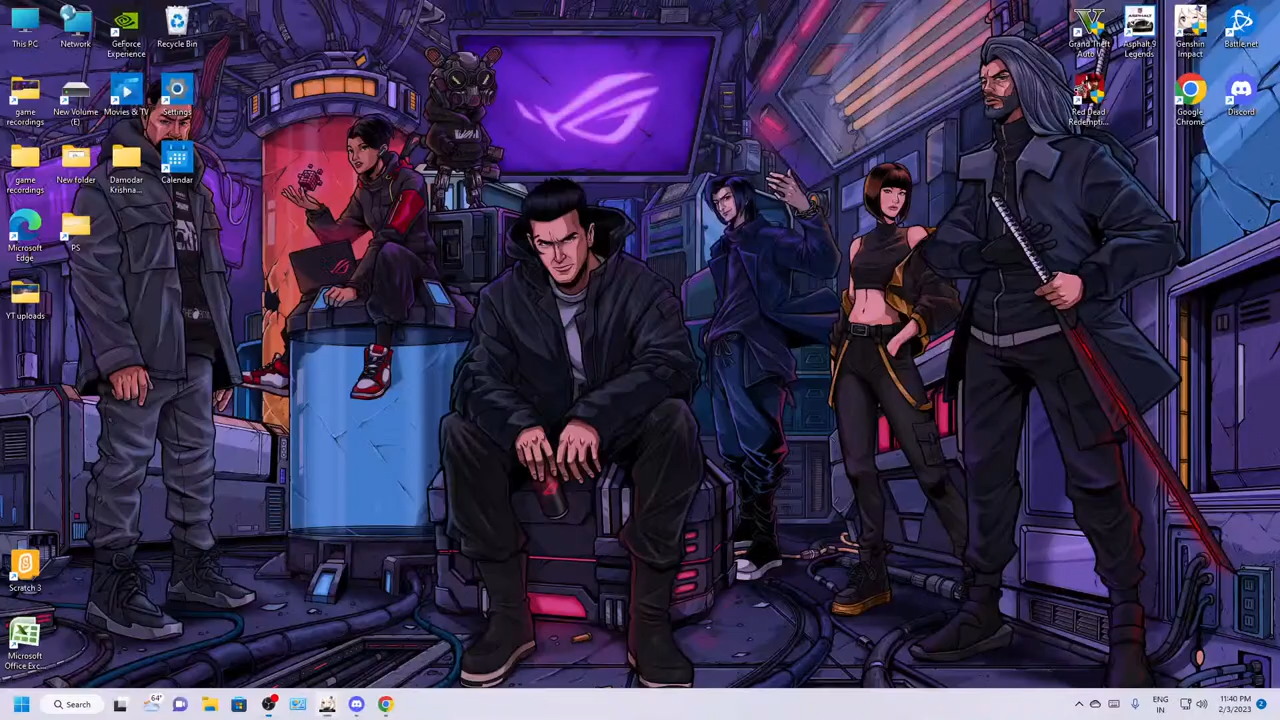 This PC
Network
GeForce
Experience
Recycle Bin
game
recordings
New Volume
(E)
Movies & TV
Settings
game
recordings
New folder
Damodar
Krishna...
Calendar
Microsoft
Edge
PS
YT uploads
Scratch 3
Microsoft
Office Exc...
Grand Theft
Auto V
Asphalt 9
Legends
Genshin
Impact
Battle.net
Red Dead
Redempti...
Google
Chrome
Discord
64°
Search
ENG
IN
11:40 PM
2/3/2023
2